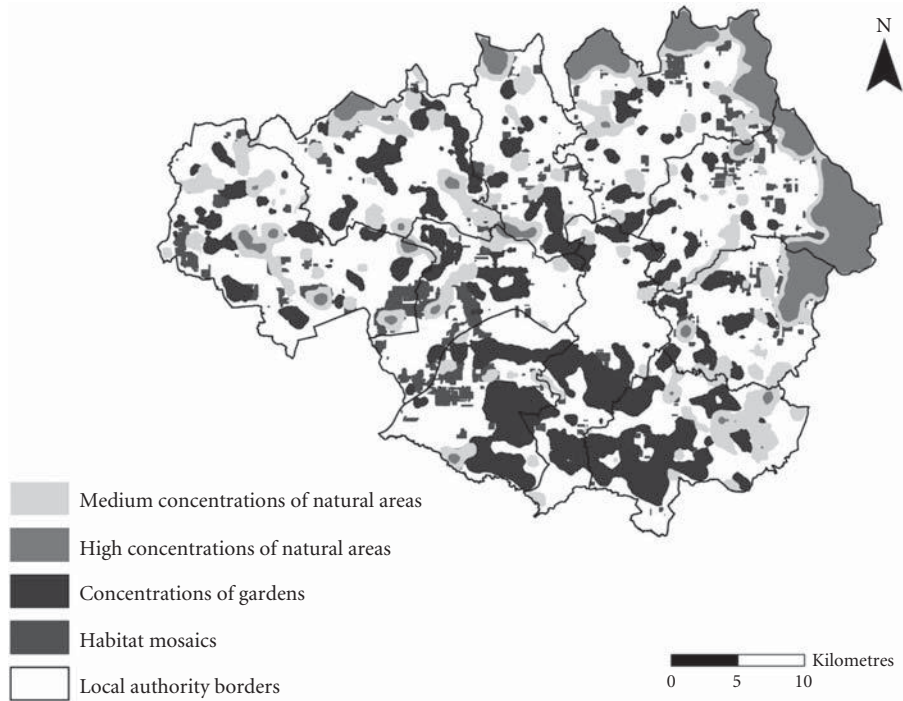 N
Medium concentrations of natural areas
High concentrations of natural areas
Concentrations of gardens
Habitat mosaics
Local authority borders
Kilometres
0 5 10